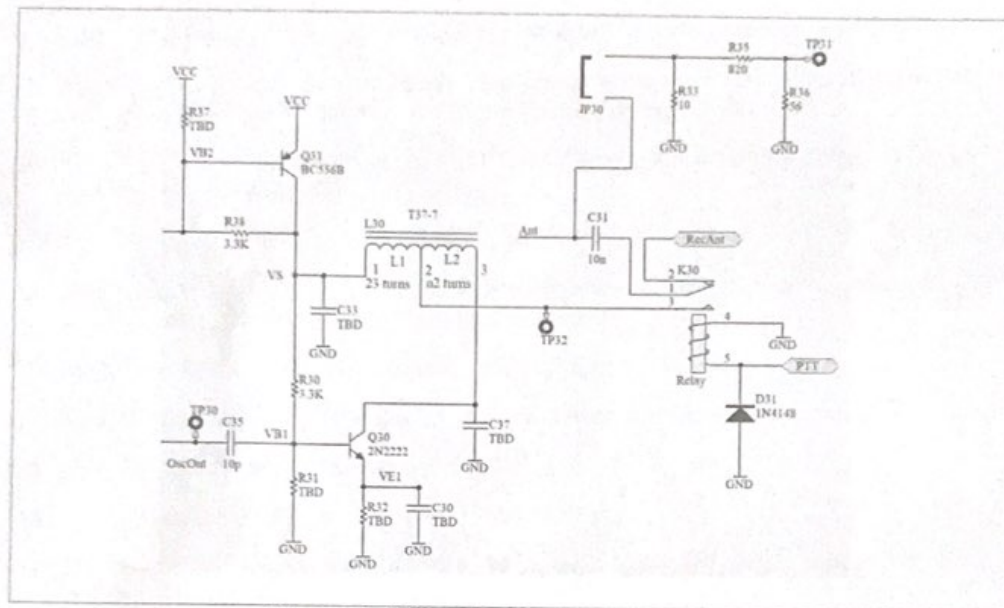 R35
TP31
820
VCC
R33
10
R36
56
JP30
VCC
R37
TBD
GND
GND
VB2
Q31
BC556B
R38
3.3K
L30
T37-7
Ant
C31
10n
RecAnt
L1
L2
VS
1
2
3
23 turns
n2 turns
2
K30
1
3
C33
TBD
TP32
4
GND
GND
5
PTT
Relay
R30
3.3K
D31
1N4148
TP30
C35
VB1
Q30
2N2222
C37
TBD
OscOut
10p
GND
R31
TBD
VE1
R32
TBD
C30
TBD
GND
GND
GND
GND